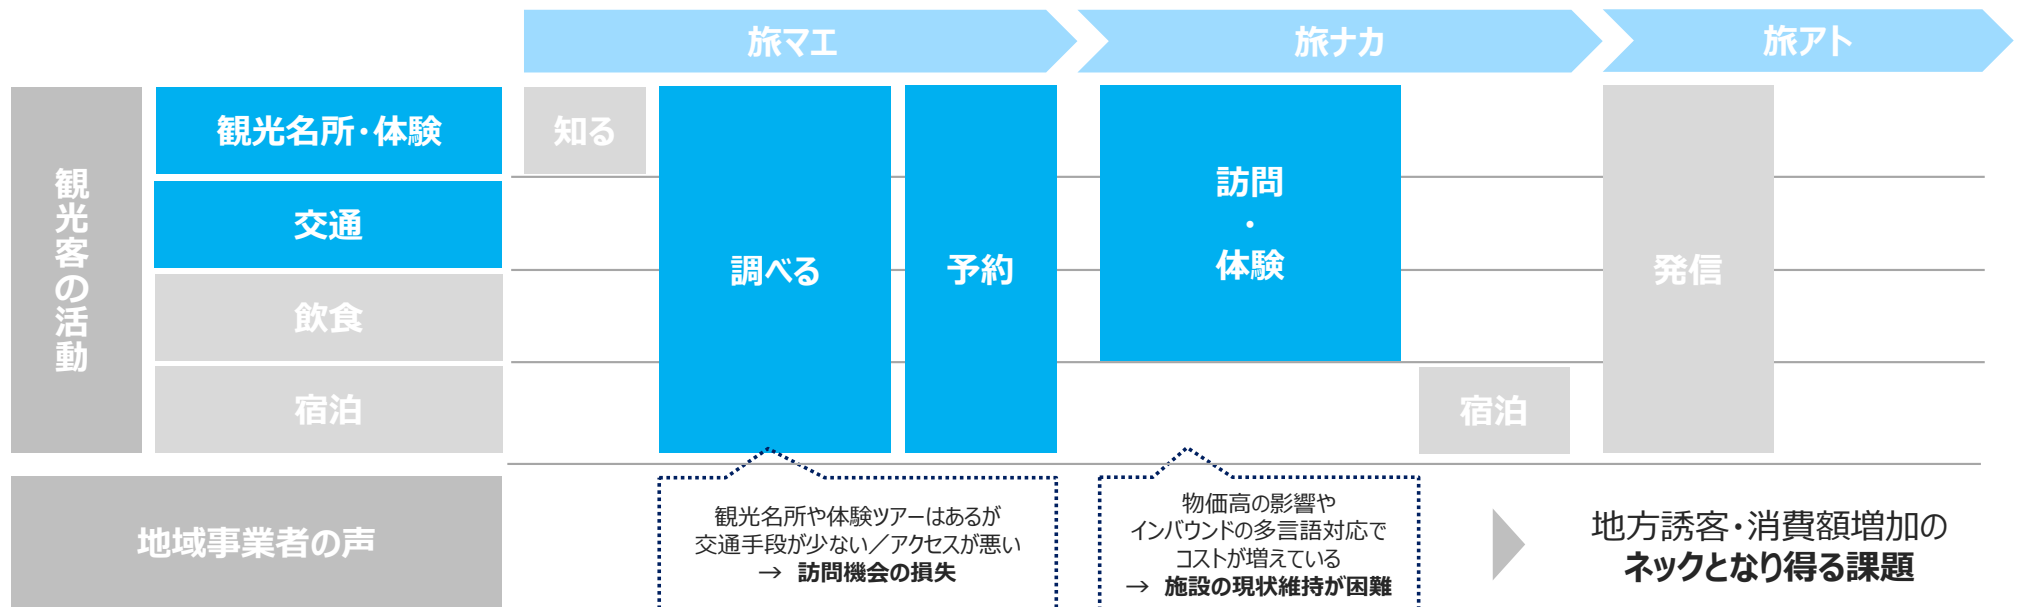 旅マエ
旅ナカ
旅アト
観光客の活動
観光名所・体験
交通
飲食
宿泊
知る
調べる
予約
訪問
・
体験
宿泊
発信
地域事業者の声
観光名所や体験ツアーはあるが
交通手段が少ない／アクセスが悪い
→ 訪問機会の損失
物価高の影響や
インバウンドの多言語対応で
コストが増えている
→ 施設の現状維持が困難
地方誘客・消費額増加の
ネックとなり得る課題